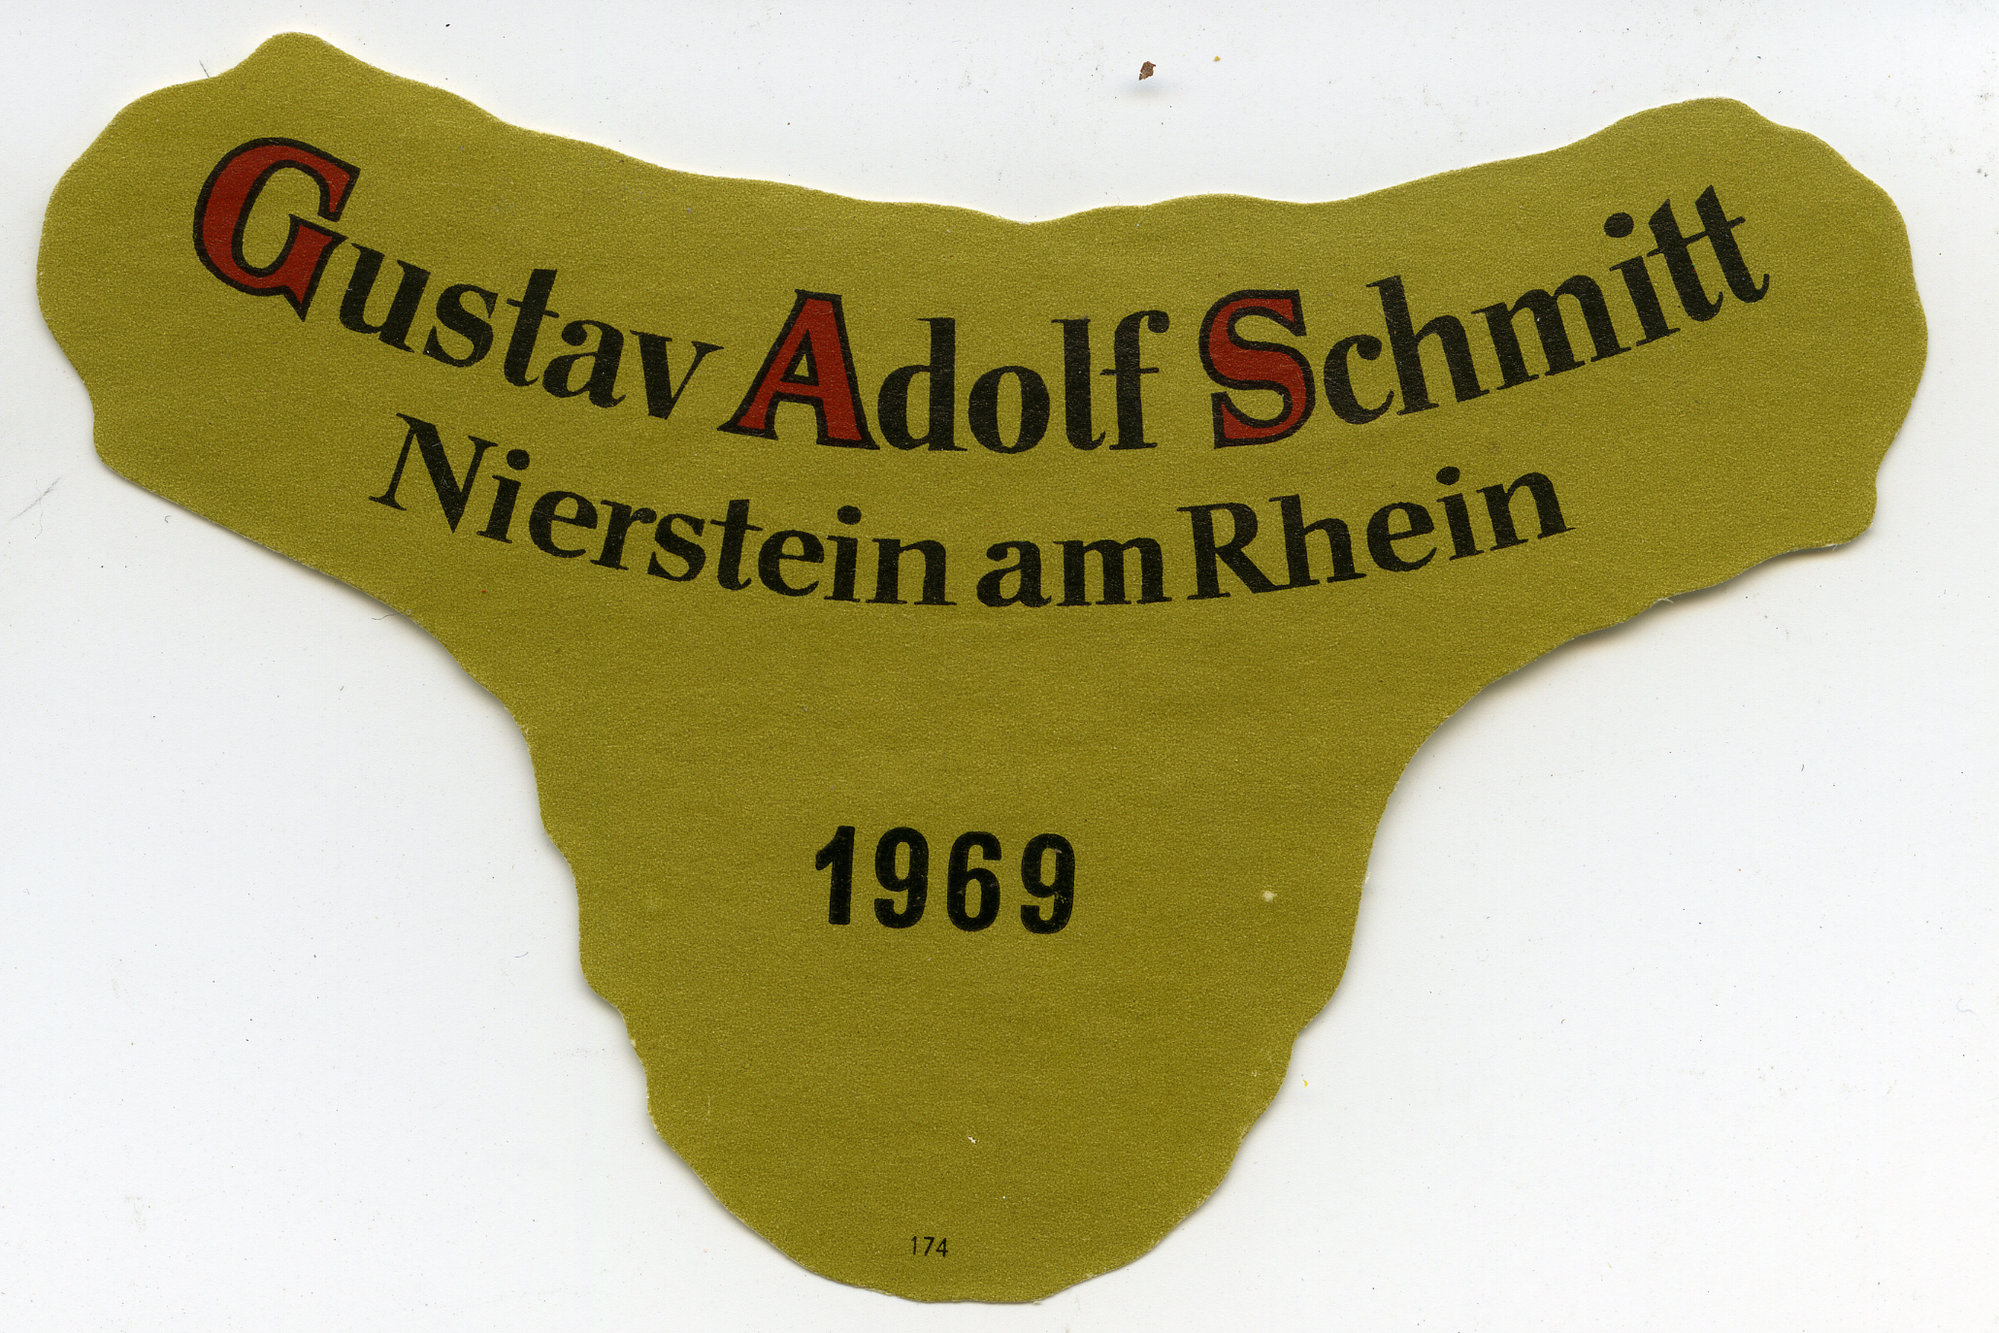 Gustav Adolf Schmitt
Nierstein am Rhein
1969
174